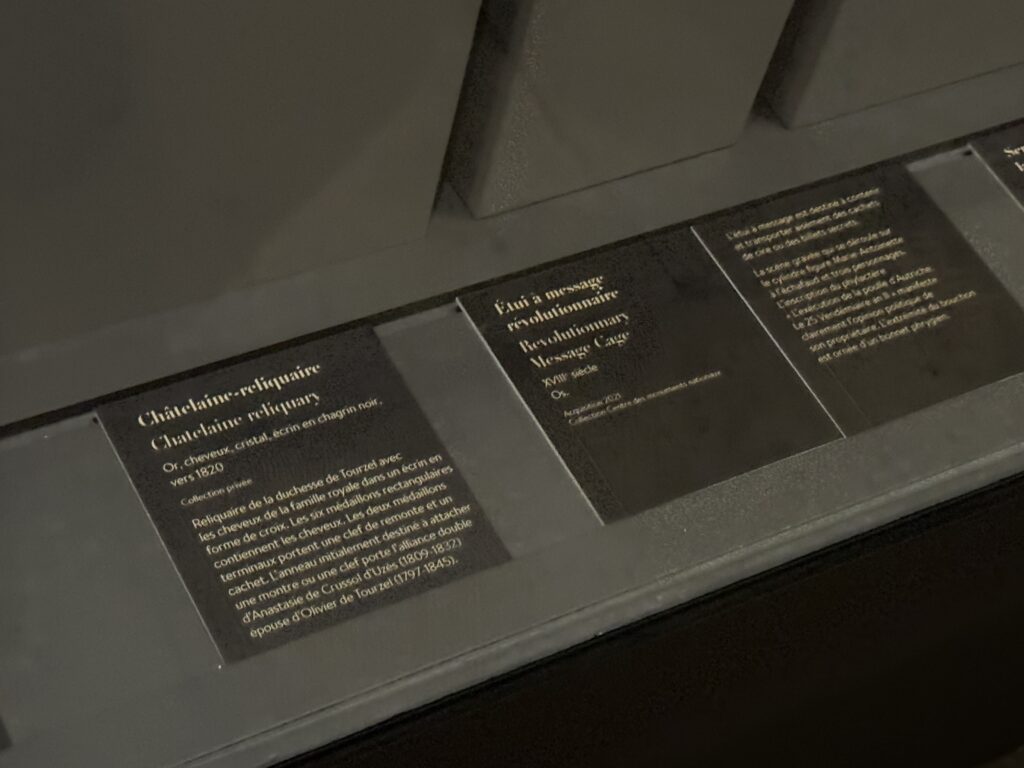 Châtelaine-reliquaire
Chatelaine reliquary
Or, cheveux, cristal, écrin en chagrin noir,
vers 1820
Collection privée
Reliquaire de la duchesse de Tourzel avec
les cheveux de la famille royale dans un écrin en
forme de croix. Les six médaillons rectangulaires
contiennent les cheveux. Les deux médaillons
terminaux portent une clef de remonte et un
cachet. L'anneau initialement destiné à attacher
une montre ou une clef porte l'alliance double
d'Anastasie de Crussol d'Uzès (1809-1832)
épouse d'Olivier de Tourzel (1797-1845).
Étui à message
révolutionnaire
Revolutionnary
Message Cage
XVIIIe siècle
Os.
Acquisition 2021
Collection Centre des monuments nationaux
L'étui à message est destiné à contenir
et transporter aisément des cachets
de cire ou des billets
La scène gravée qui se déroule sur
le cylindre figure Marie-Antoinette
à l'échafaud et trois personnages.
L'inscription du phylactère
« L'exécution de la poulle d'Autriche
Le 25 Vendémiaire an II » manifeste
clairement l'opinion politique de
son propriétaire. L'extrémité du bouchon
est ornée d'un bonnet phrygien.